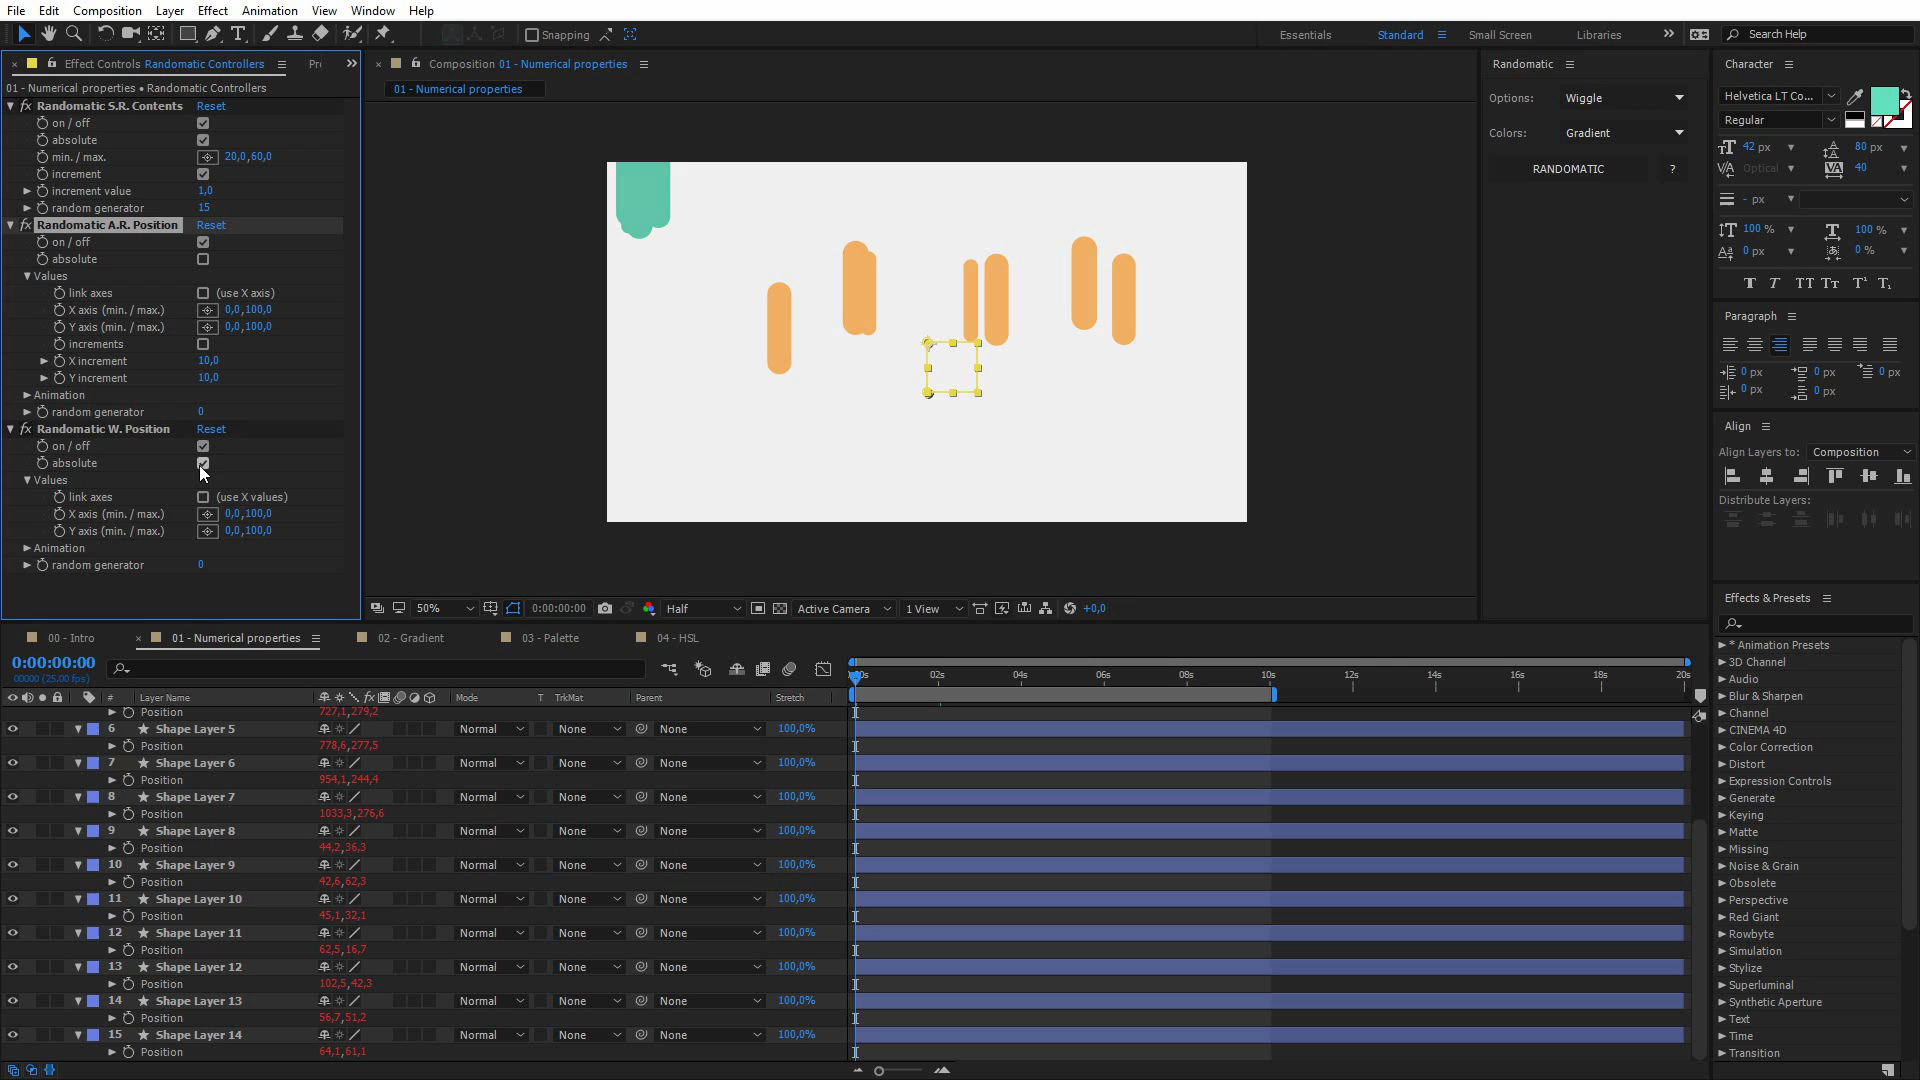 File Edit Composition Layer Effect Animation View Window Help
Snapping
Essentials Standard Small Screen Libraries Search Help
Effect Controls Randomatic Controllers
01 - Numerical properties • Randomatic Controllers
fx Randomatic S.R. Contents Reset
on / off
absolute
min. / max. 20,0,60,0
increment
increment value 1,0
random generator 15
fx Randomatic A.R. Position Reset
on / off
absolute
Values
link axes (use X axis)
X axis (min. / max.) 0,0,100,0
Y axis (min. / max.) 0,0,100,0
increments
X increment 10,0
Y increment 10,0
Animation
random generator 0
fx Randomatic W. Position Reset
on / off
absolute
Values
link axes (use X values)
X axis (min. / max.) 0,0,100,0
Y axis (min. / max.) 0,0,100,0
Animation
random generator 0
Composition 01 - Numerical properties
01 - Numerical properties
50% 0:00:00:00 Half Active Camera 1 View +0,0
Randomatic
Options: Wiggle
Colors: Gradient
RANDOMATIC ?
Character
Helvetica LT Co...
Regular
42 px 80 px
Optical 40
- px
100 % 100 %
0 px 0 %
Paragraph
0 px 0 px 0 px
0 px 0 px
Align
Align Layers to: Composition
Distribute Layers:
Effects & Presets
* Animation Presets
3D Channel
Audio
Blur & Sharpen
Channel
CINEMA 4D
Color Correction
Distort
Expression Controls
Generate
Keying
Matte
Missing
Noise & Grain
Obsolete
Perspective
Red Giant
Rowbyte
Simulation
Stylize
Superluminal
Synthetic Aperture
Text
Time
Transition
00 - Intro 01 - Numerical properties 02 - Gradient 03 - Palette 04 - HSL
0:00:00:00
00000 (25.00 fps)
02s 04s 06s 08s 10s 12s 14s 16s 18s 20s
# Layer Name Mode T TrkMat Parent Stretch
Position 727,1,279,2
6 Shape Layer 5 Normal None None 100,0%
Position 778,6,277,5
7 Shape Layer 6 Normal None None 100,0%
Position 954,1,244,4
8 Shape Layer 7 Normal None None 100,0%
Position 1033,3,276,6
9 Shape Layer 8 Normal None None 100,0%
Position 44,2,36,3
10 Shape Layer 9 Normal None None 100,0%
Position 42,6,62,3
11 Shape Layer 10 Normal None None 100,0%
Position 45,1,32,1
12 Shape Layer 11 Normal None None 100,0%
Position 62,5,16,7
13 Shape Layer 12 Normal None None 100,0%
Position 102,5,42,3
14 Shape Layer 13 Normal None None 100,0%
Position 56,7,51,2
15 Shape Layer 14 Normal None None 100,0%
Position 64,1,61,1